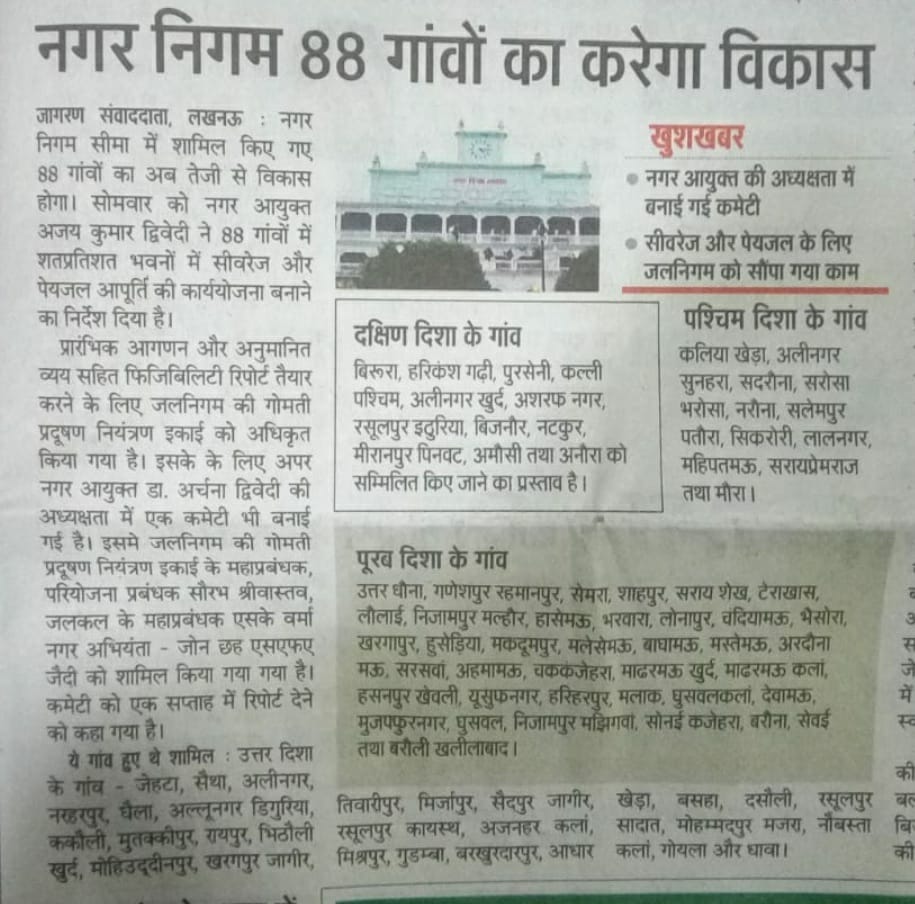 नगर निगम 88 गांवों का करेगा विकास
जागरण संवाददाता, लखनऊ : नगर
निगम सीमा में शामिल किए गए
88 गांवों का अब तेजी से विकास
होगा। सोमवार को नगर आयुक्त
अजय कुमार द्विवेदी ने 88 गांवों में
शतप्रतिशत भवनों में सीवरेज और
पेयजल आपूर्ति की कार्ययोजना बनाने
का निर्देश दिया है।
प्रारंभिक आगणन और अनुमानित
व्यय सहित फिजिबिलिटी रिपोर्ट तैयार
करने के लिए जलनिगम की गोमती
प्रदूषण नियंत्रण इकाई को अधिकृत
किया गया है। इसके के लिए अपर
नगर आयुक्त डा. अर्चना द्विवेदी की
अध्यक्षता में एक कमेटी भी बनाई
गई है। इसमे जलनिगम की गोमती
प्रदूषण नियंत्रण इकाई के महाप्रबंधक,
परियोजना प्रबंधक सौरभ श्रीवास्तव,
जलकल के महाप्रबंधक एसके वर्मा
नगर अभियंता - जोन छह एसएफए
जैदी को शामिल किया गया गया है।
कमेटी को एक सप्ताह में रिपोर्ट देने
को कहा गया है।
ये गांव हुए थे शामिल : उत्तर दिशा
के गांव - जेहटा, सैथा, अलीनगर,
नरहरपुर, घैला, अल्लूनगर डिगुरिया,
ककौली, मुतक्कीपुर, रायपुर, भिठौली
खुर्द, मोहिउद्दीनपुर, खरगपुर जागीर,
तिवारीपुर, मिर्जापुर, सैदपुर जागीर,
रसूलपुर कायस्थ, अजनहर कलां,
मिश्रपुर, गुडम्बा, बरखुरदारपुर, आधार
खेड़ा, बसहा, दसौली, रसूलपुर
सादात, मोहम्मदपुर मजरा, नौबस्ता
कलां, गोयला और धावा।
खुशखबर
नगर आयुक्त की अध्यक्षता में
बनाई गई कमेटी
सीवरेज और पेयजल के लिए
जलनिगम को सौंपा गया काम
दक्षिण दिशा के गांव
बिरूरा, हरिकंश गढ़ी, पुरसेनी, कल्ली
पश्चिम, अलीनगर खुर्द, अशरफ नगर,
रसूलपुर इठुरिया, बिजनौर, नटकुर,
मीरानपुर पिनवट, अमौसी तथा अनौरा को
सम्मिलित किए जाने का प्रस्ताव है।
पश्चिम दिशा के गांव
कलिया खेड़ा, अलीनगर
सुनहरा, सदरौना, सरोसा
भरोसा, नरौना, सलेमपुर
पतौरा, सिकरोरी, लालनगर,
महिपतमऊ, सरायप्रेमराज
तथा मौरा।
पूरब दिशा के गांव
उत्तर धौना, गणेशपुर रहमानपुर, सेमरा, शाहपुर, सराय शेख, टेराखास,
लौलाई, निजामपुर मल्हौर, हासेमऊ, भरवारा, लोनापुर, चंदियामऊ, भैसोरा,
खरगापुर, हुसेड़िया, मकदूमपुर, मलेसेमऊ, बाघामऊ, मस्तेमऊ, अरदौना
मऊ, सरसवां, अहमामऊ, चककंजेहरा, माढरमऊ खुर्द, माढरमऊ कलां,
हसनपुर खेवली, यूसुफनगर, हरिहरपुर, मलाक, घुसवलकलां, देवामऊ,
मुजफ्फुरनगर, घुसवल, निजामपुर मझिगवां, सोनई कजेहरा, बरौना, सेवई
तथा बरौली खलीलाबाद।